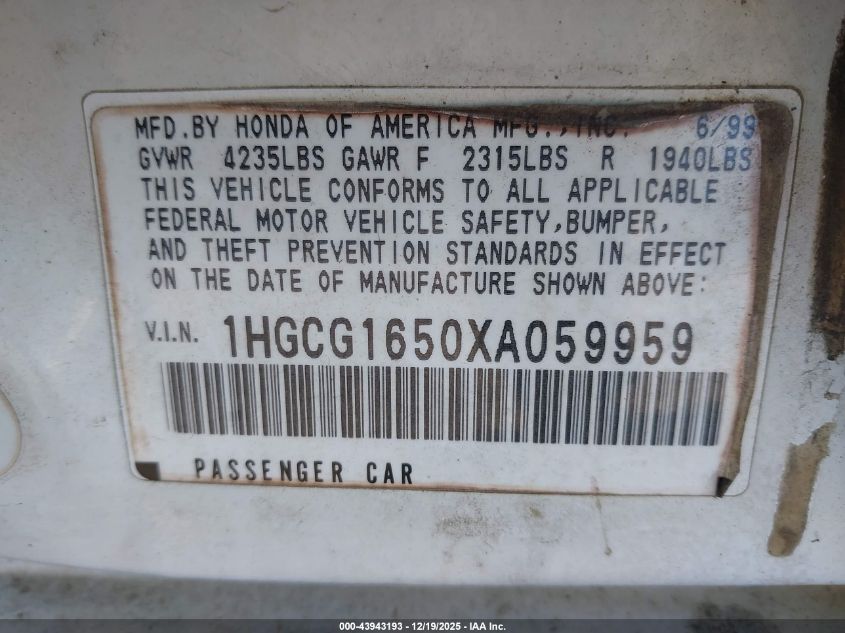 MFD.BY HONDA OF AMERICA MFG.,INC. 6/99
GVWR 4235LBS GAWR F 2315LBS R 1940LBS
THIS VEHICLE CONFORMS TO ALL APPLICABLE
FEDERAL MOTOR VEHICLE SAFETY,BUMPER,
AND THEFT PREVENTION STANDARDS IN EFFECT
ON THE DATE OF MANUFACTURE SHOWN ABOVE:
V.I.N. 1HGCG1650XA059959
PASSENGER CAR
000-43943193 - 12/19/2025 - IAA Inc.